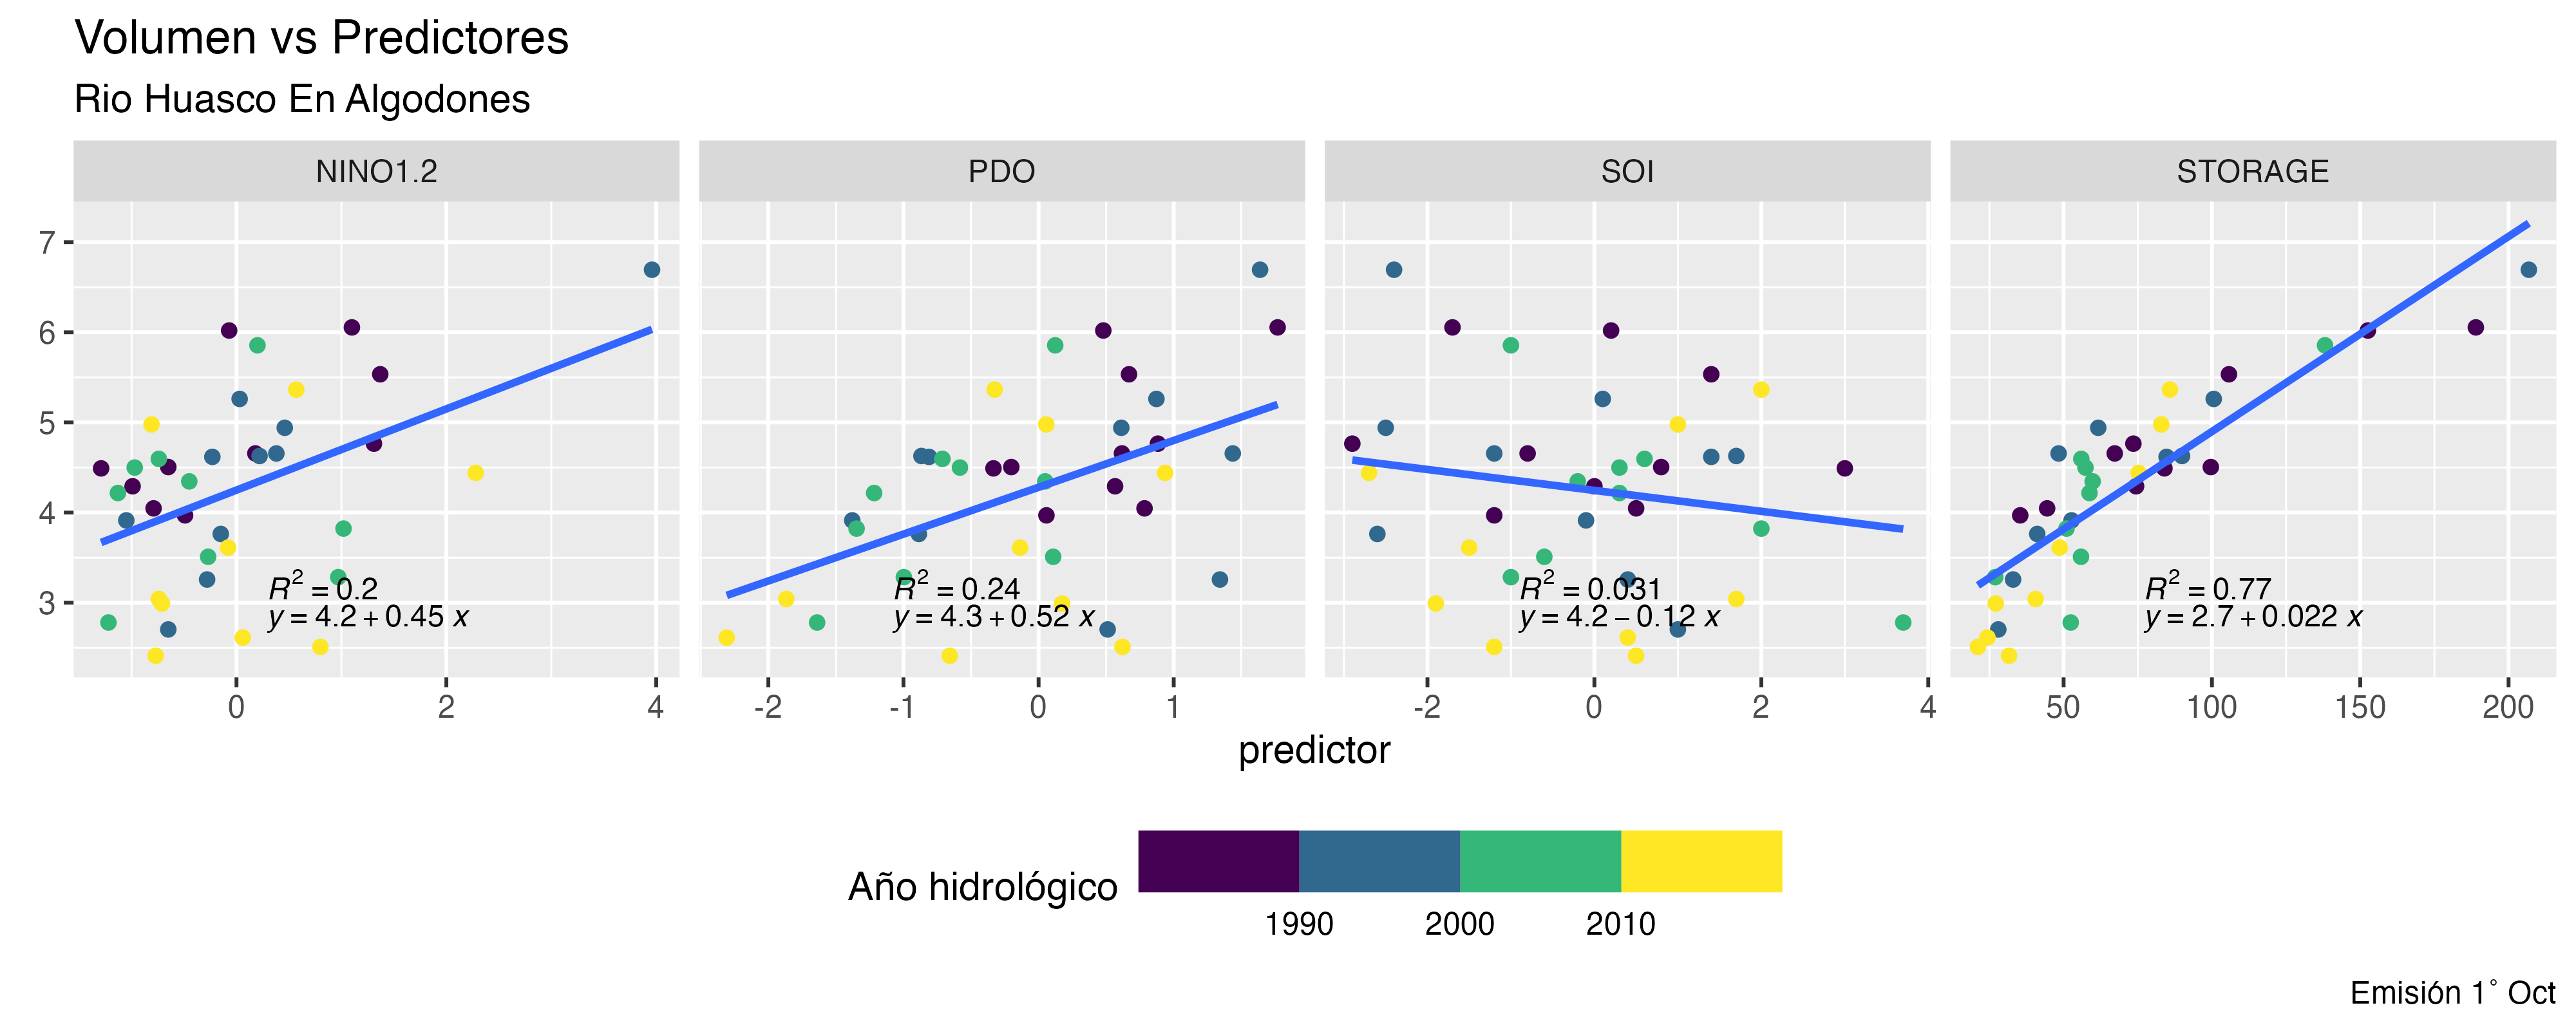 Volumen vs Predictores
Rio Huasco En Algodones
NINO1.2 PDO SOI STORAGE
7
6
5
4
3
R² = 0.2
y = 4.2 + 0.45 x
R² = 0.24
y = 4.3 + 0.52 x
R² = 0.031
y = 4.2 − 0.12 x
R² = 0.77
y = 2.7 + 0.022 x
0 2 4 -2 -1 0 1 -2 0 2 4 50 100 150 200
predictor
Año hidrológico
1990 2000 2010
Emisión 1° Oct